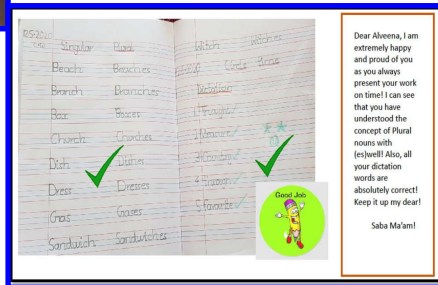 Singular Plural
Beach Beaches
Branch Branches
Box Boxes
Church Churches
Dish Dishes
Dress Dresses
Gas Gases
Sandwich Sandwiches
Witch Witches
Dictation
1. Thought
2. Measure
3. Country
4. Through
5. favorite
Good Job
Dear Alveena, I am
extremely happy
and proud of you
as you always
present your work
on time! I can see
that you have
understood the
concept of Plural
nouns with
(es)well! Also, all
your dictation
words are
absolutely correct!
Keep it up my dear!
Saba Ma'am!